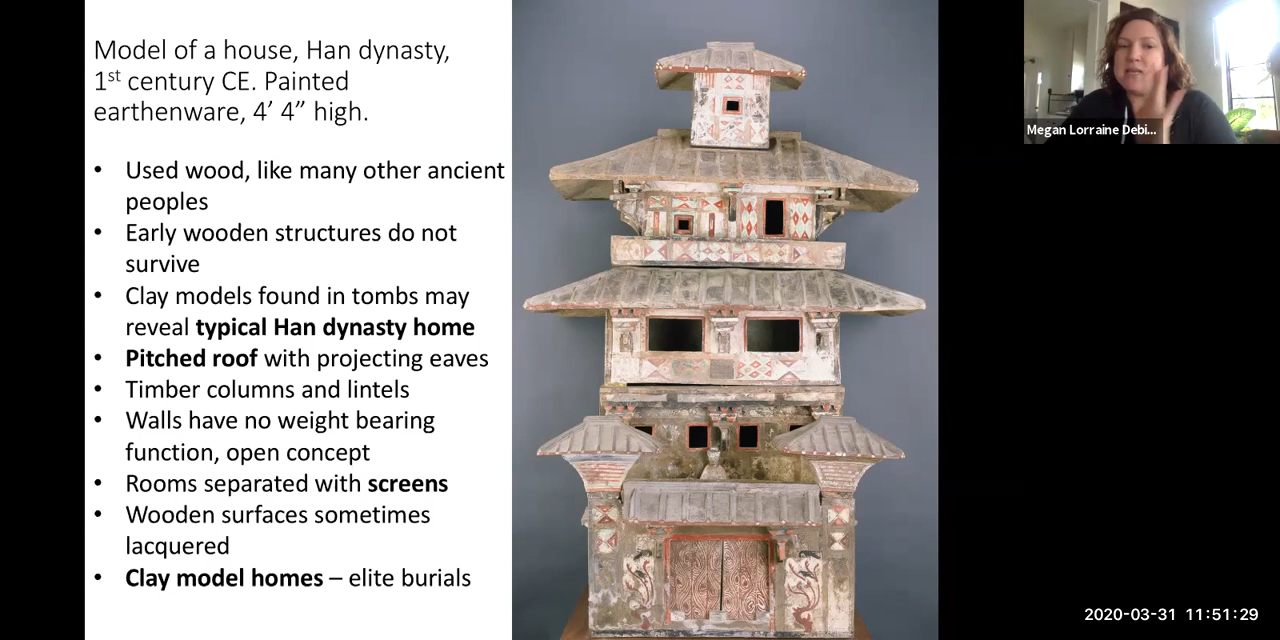 Model of a house, Han dynasty,
1st century CE. Painted
earthenware, 4’ 4” high.
• Used wood, like many other ancient
peoples
• Early wooden structures do not
survive
• Clay models found in tombs may
reveal typical Han dynasty home
• Pitched roof with projecting eaves
• Timber columns and lintels
• Walls have no weight bearing
function, open concept
• Rooms separated with screens
• Wooden surfaces sometimes
lacquered
• Clay model homes – elite burials
Megan Lorraine Debi...
2020-03-31 11:51:29